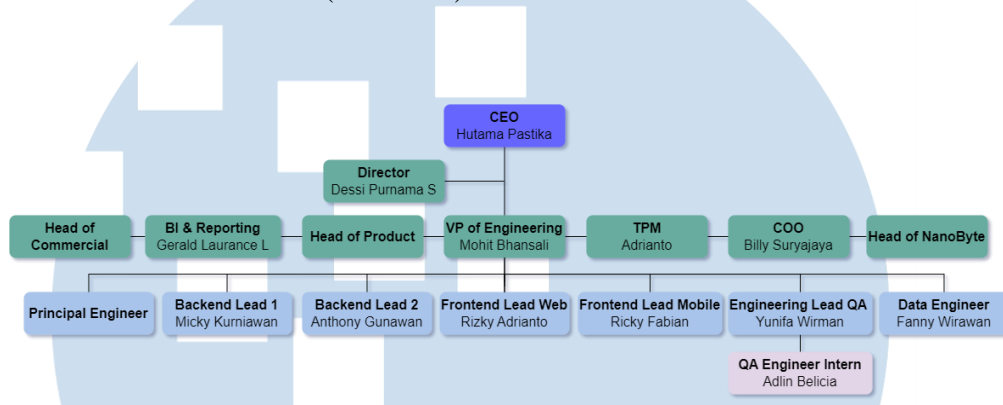 CEO
Hutama Pastika
Director
Dessi Purnama S
Head of
Commercial
BI & Reporting
Gerald Laurance L
Head of Product
VP of Engineering
Mohit Bhansali
TPM
Adrianto
COO
Billy Suryajaya
Head of NanoByte
Principal Engineer
Backend Lead 1
Micky Kurniawan
Backend Lead 2
Anthony Gunawan
Frontend Lead Web
Rizky Adrianto
Frontend Lead Mobile
Ricky Fabian
Engineering Lead QA
Yunifa Wirman
Data Engineer
Fanny Wirawan
QA Engineer Intern
Adlin Belicia